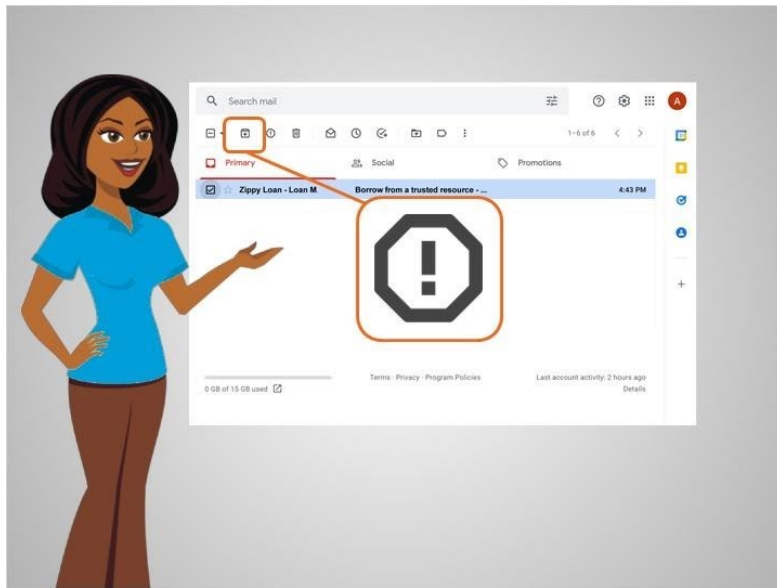 Search mail
A
1-6 of 6
Primary
Social
Promotions
Zippy Loan - Loan M.
Borrow from a trusted resource - ...
4:43 PM
Terms · Privacy · Program Policies
Last account activity: 2 hours ago
0 GB of 15 GB used
Details